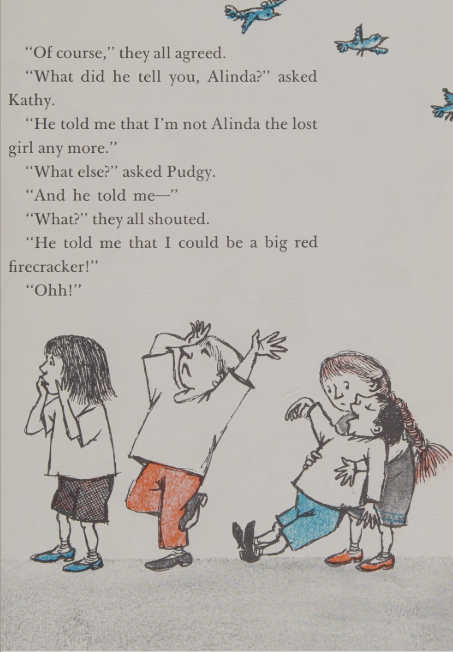 “Of course,” they all agreed.
“What did he tell you, Alinda?” asked
Kathy.
“He told me that I’m not Alinda the lost
girl any more.”
“What else?” asked Pudgy.
“And he told me—”
“What?” they all shouted.
“He told me that I could be a big red
firecracker!”
“Ohh!”